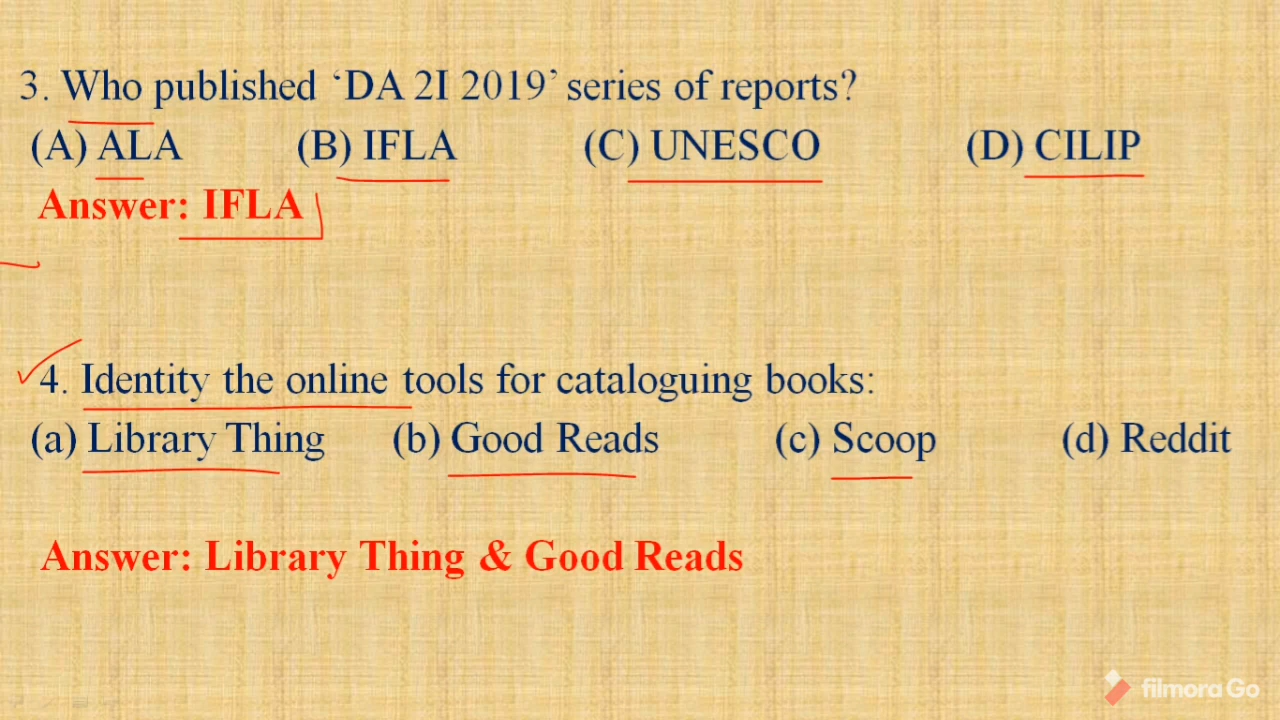 3. Who published ‘DA 2I 2019’ series of reports?
(A) ALA (B) IFLA (C) UNESCO (D) CILIP
Answer: IFLA
4. Identity the online tools for cataloguing books:
(a) Library Thing (b) Good Reads (c) Scoop (d) Reddit
Answer: Library Thing & Good Reads
filmora Go